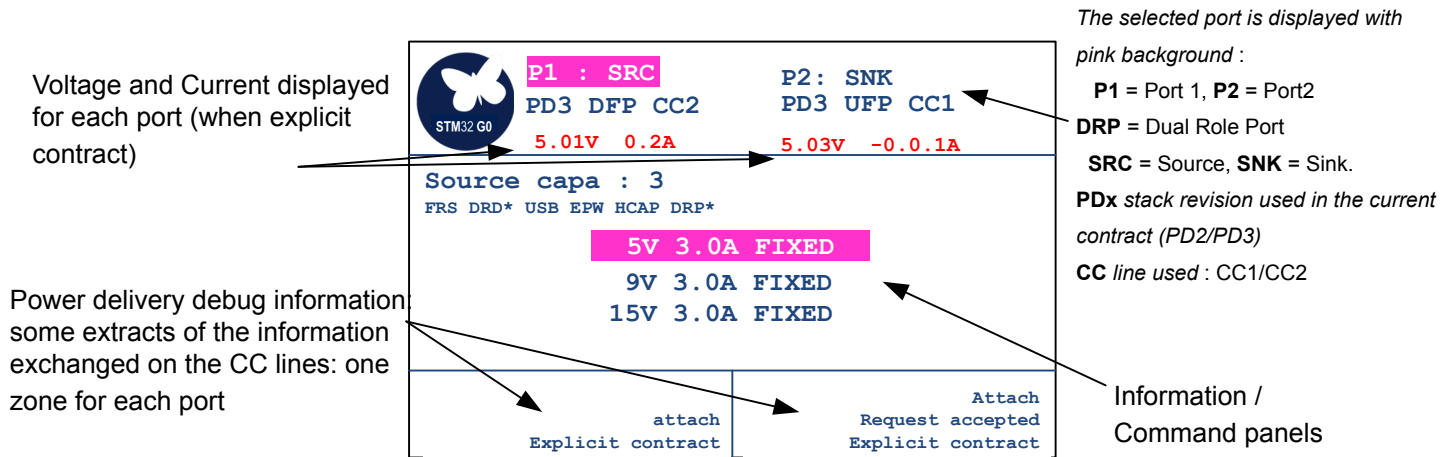 Voltage and Current displayed
for each port (when explicit
contract)
Power delivery debug information:
some extracts of the information
exchanged on the CC lines: one
zone for each port
STM32 G0
P1 : SRC
PD3 DFP CC2
5.01V 0.2A
P2: SNK
PD3 UFP CC1
5.03V -0.0.1A
Source capa : 3
FRS DRD* USB EPW HCAP DRP*
5V 3.0A FIXED
9V 3.0A FIXED
15V 3.0A FIXED
attach
Explicit contract
Attach
Request accepted
Explicit contract
The selected port is displayed with
pink background :
P1 = Port 1, P2 = Port2
DRP = Dual Role Port
SRC = Source, SNK = Sink.
PDx stack revision used in the current
contract (PD2/PD3)
CC line used : CC1/CC2
Information /
Command panels